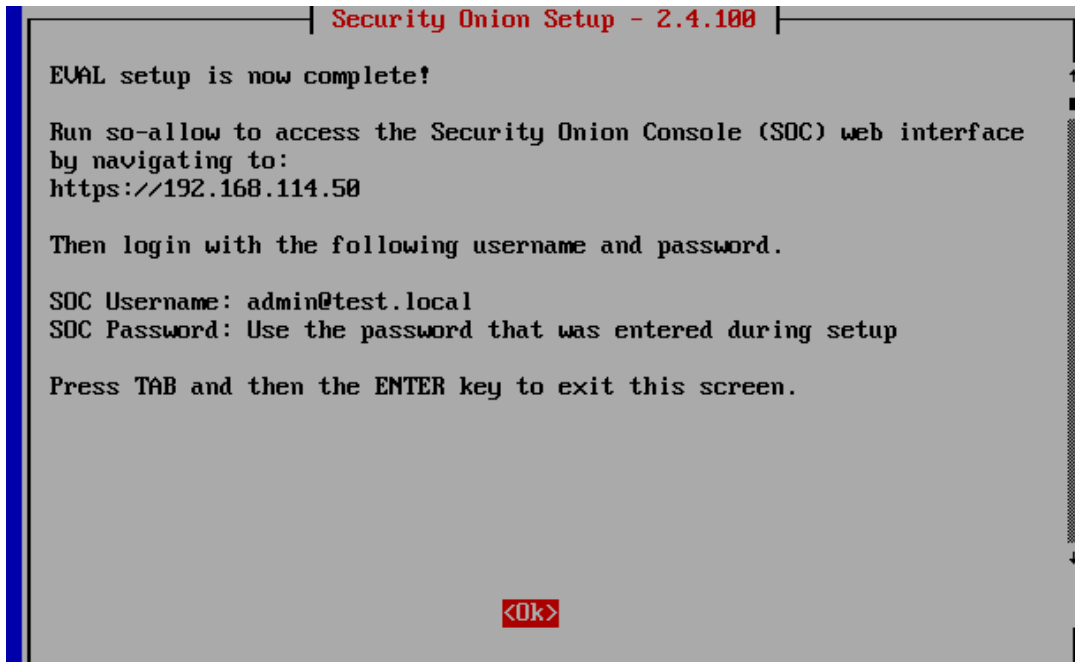 Security Onion Setup - 2.4.100
EVAL setup is now complete!
Run so-allow to access the Security Onion Console (SOC) web interface
by navigating to:
https://192.168.114.50
Then login with the following username and password.
SOC Username: admin@test.local
SOC Password: Use the password that was entered during setup
Press TAB and then the ENTER key to exit this screen.
<Ok>